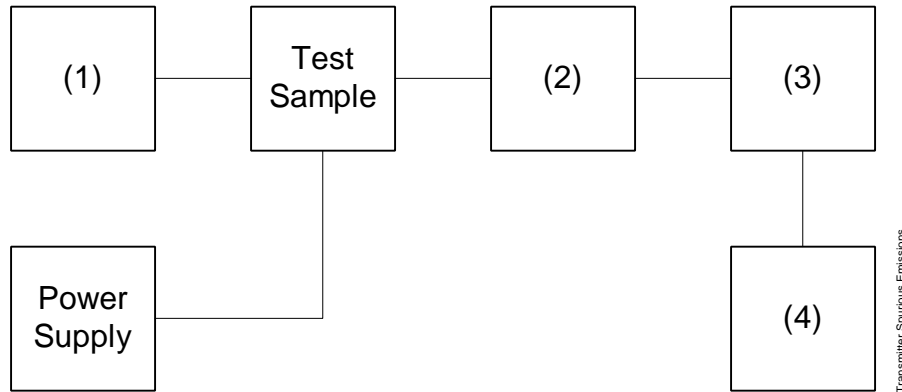 (1)
Test
Sample
(2)
(3)
Power
Supply
(4)
Transmitter Spurious Emissions